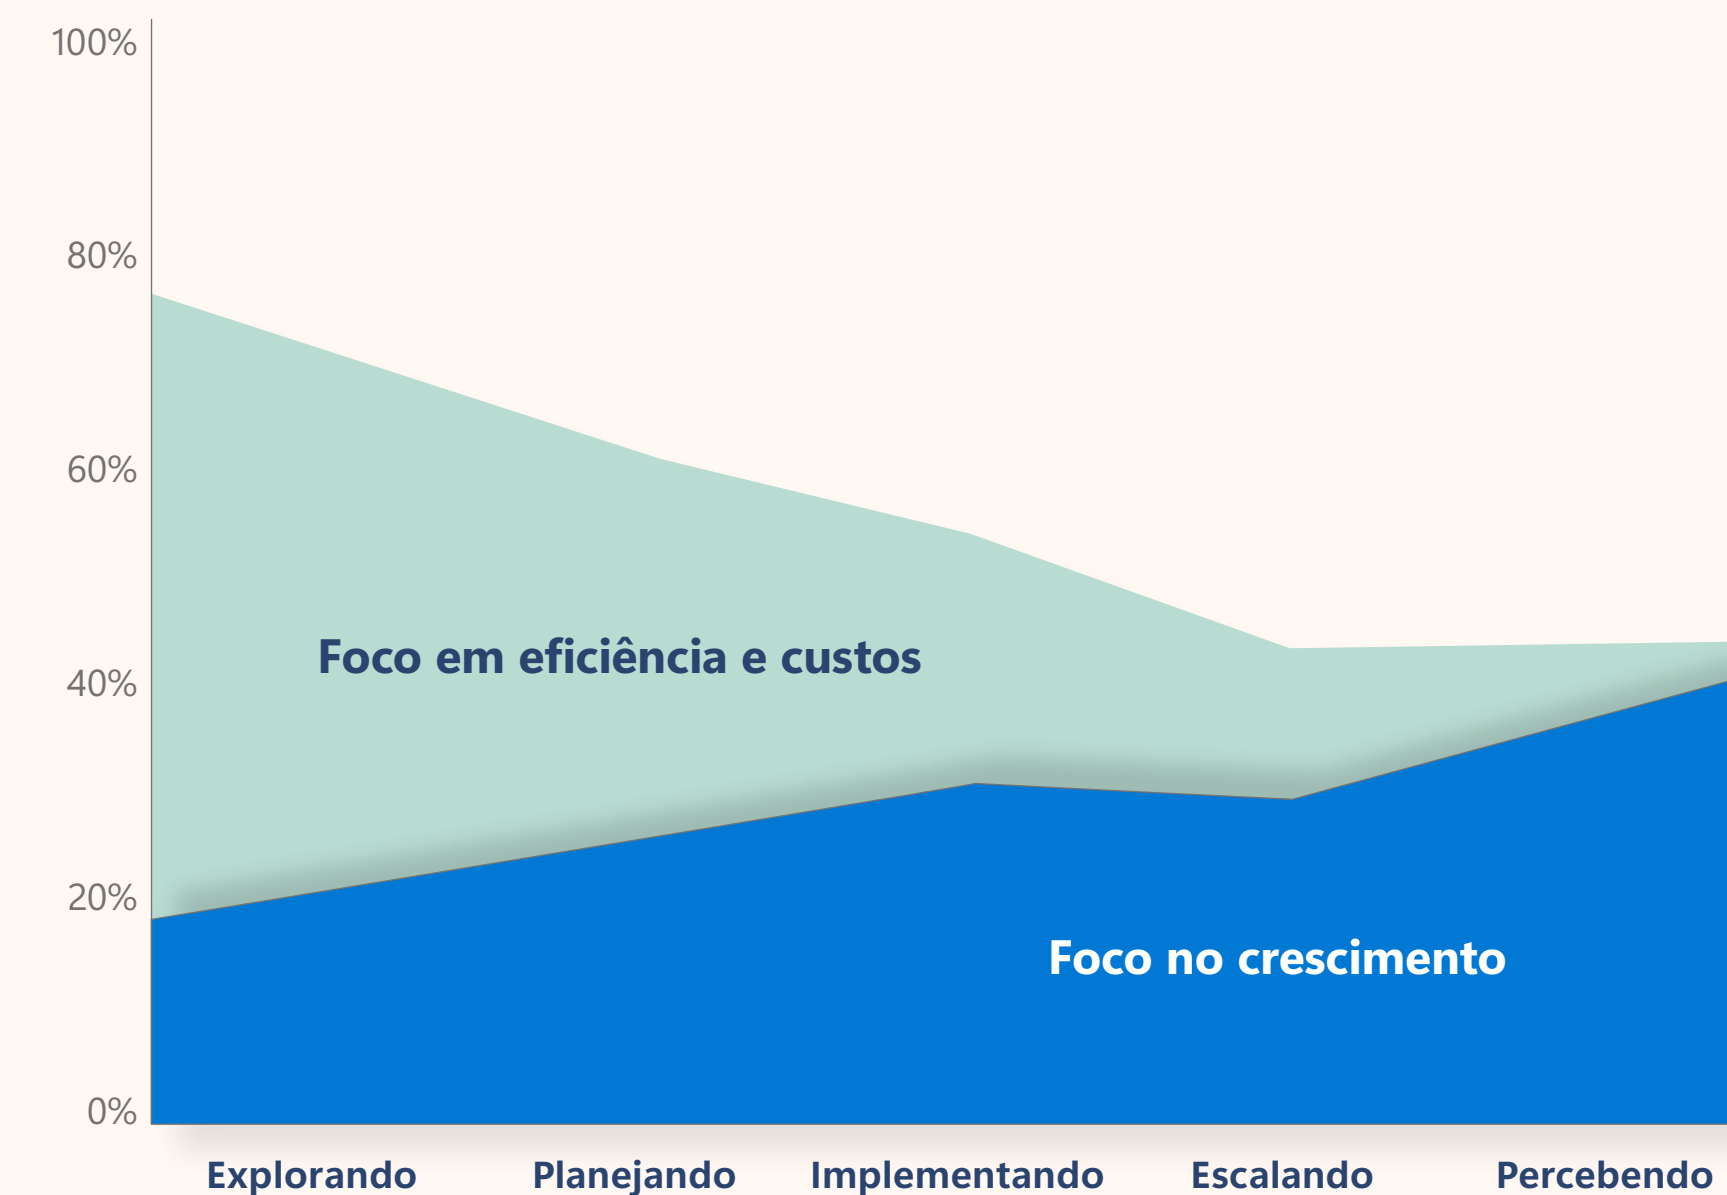 100%
80%
60%
Foco em eficiência e custos
40%
20%
Foco no crescimento
0%
Explorando Planejando Implementando Escalando Percebendo